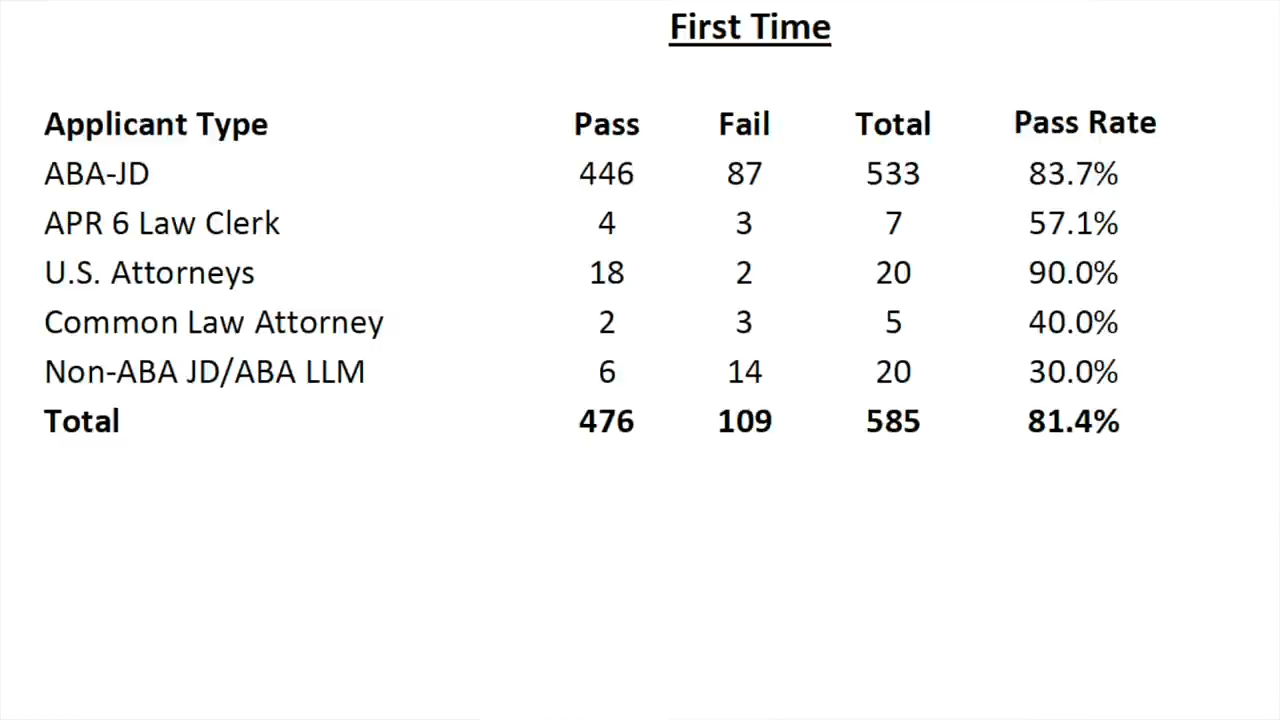 First Time
Applicant Type Pass Fail Total Pass Rate
ABA-JD 446 87 533 83.7%
APR 6 Law Clerk 4 3 7 57.1%
U.S. Attorneys 18 2 20 90.0%
Common Law Attorney 2 3 5 40.0%
Non-ABA JD/ABA LLM 6 14 20 30.0%
Total 476 109 585 81.4%